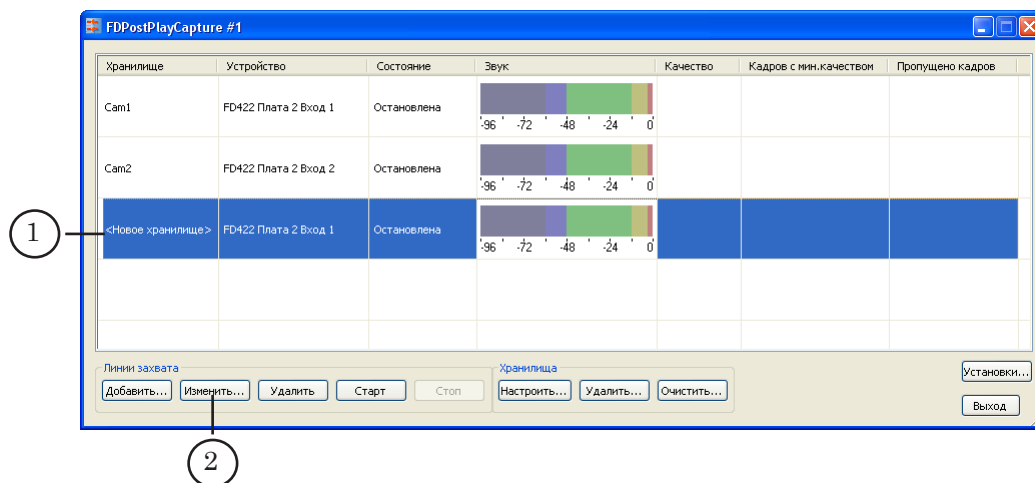 FDPostPlayCapture #1
Хранилище Устройство Состояние Звук Качество Кадров с мин.качеством Пропущено кадров
Cam1 FD422 Плата 2 Вход 1 Остановлена
-96 -72 -48 -24 0
Cam2 FD422 Плата 2 Вход 2 Остановлена
-96 -72 -48 -24 0
1 <Новое хранилище> FD422 Плата 2 Вход 1 Остановлена
-96 -72 -48 -24 0
Линии захвата Хранилища
Добавить... Изменить... Удалить Старт Стоп Настроить... Удалить... Очистить... Установки...
Выход
2